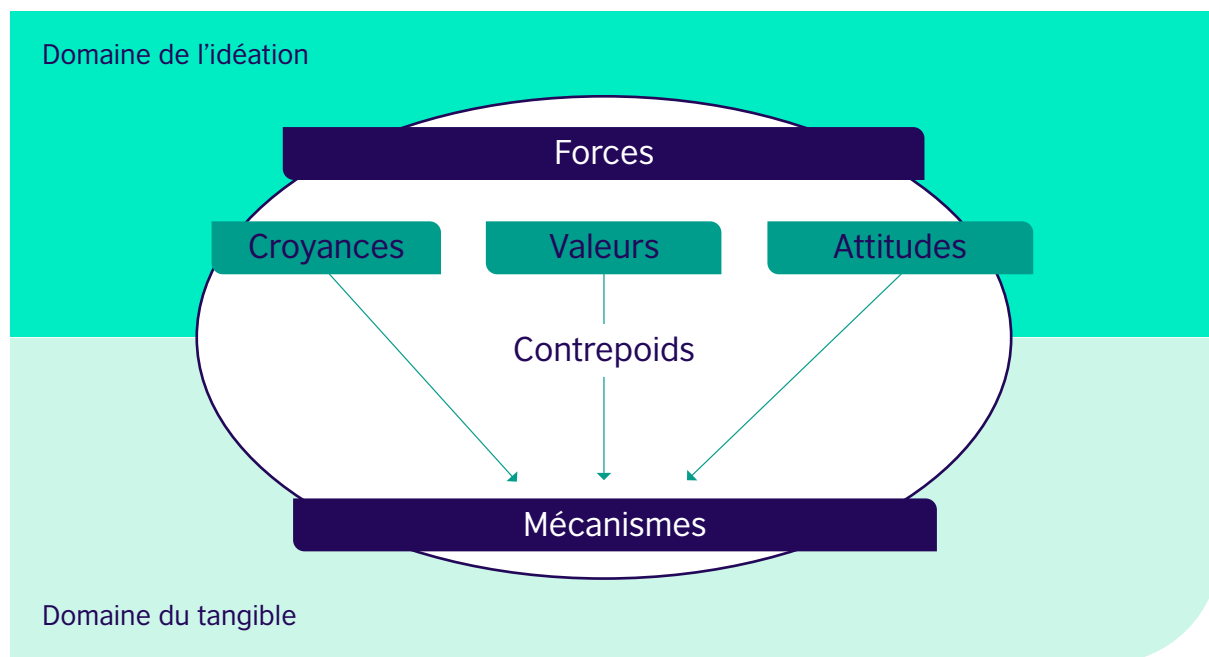 Domaine de l’idéation
Forces
Croyances
Valeurs
Attitudes
Contrepoids
Mécanismes
Domaine du tangible